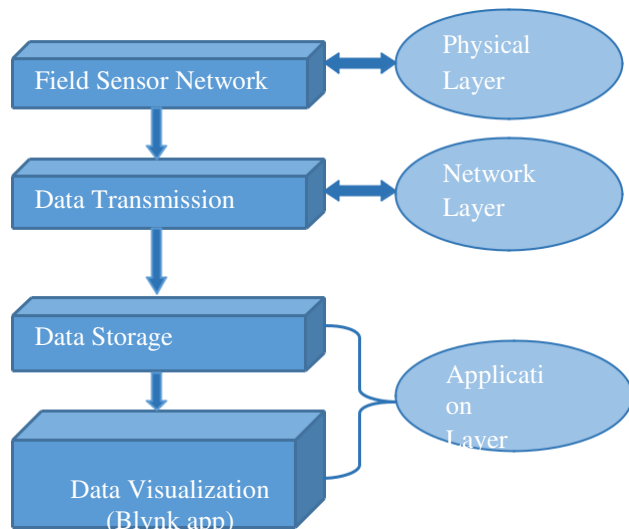 Physical
Layer
Field Sensor Network
Network
Layer
Data Transmission
Data Storage
Applicati
on
Layer
Data Visualization
(Blynk app)